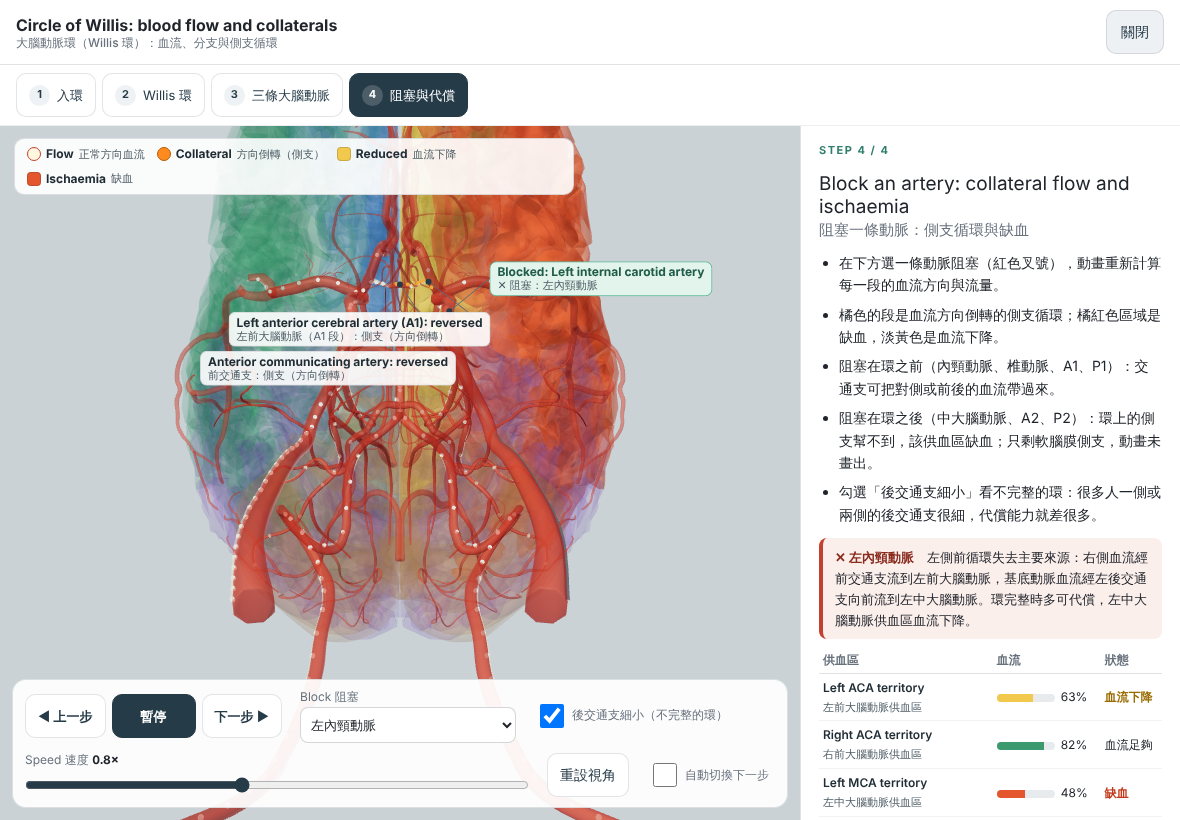 Circle of Willis: blood flow and collaterals
大腦動脈環（Willis 環）：血流、分支與側支循環
關閉
1 入環
2 Willis 環
3 三條大腦動脈
4 阻塞與代償
Flow 正常方向血流
Collateral 方向倒轉（側支）
Reduced 血流下降
Ischaemia 缺血
Blocked: Left internal carotid artery
✕ 阻塞：左內頸動脈
Left anterior cerebral artery (A1): reversed
左前大腦動脈（A1 段）：側支（方向倒轉）
Anterior communicating artery: reversed
前交通支：側支（方向倒轉）
◀ 上一步
暫停
下一步 ▶
Block 阻塞
左內頸動脈
後交通支細小（不完整的環）
Speed 速度 0.8×
重設視角
自動切換下一步
STEP 4 / 4
Block an artery: collateral flow and
ischaemia
阻塞一條動脈：側支循環與缺血
在下方選一條動脈阻塞（紅色叉號），動畫重新計算
每一段的血流方向與流量。
橘色的段是血流方向倒轉的側支循環；橘紅色區域是
缺血，淡黃色是血流下降。
阻塞在環之前（內頸動脈、椎動脈、A1、P1）：交
通支可把對側或前後的血流帶過來。
阻塞在環之後（中大腦動脈、A2、P2）：環上的側
支幫不到，該供血區缺血；只剩軟腦膜側支，動畫未
畫出。
勾選「後交通支細小」看不完整的環：很多人一側或
兩側的後交通支很細，代償能力就差很多。
✕ 左內頸動脈 左側前循環失去主要來源：右側血流經
前交通支流到左前大腦動脈，基底動脈血流經左後交通
支向前流到左中大腦動脈。環完整時多可代償，左中大
腦動脈供血區血流下降。
供血區 血流 狀態
Left ACA territory
左前大腦動脈供血區
63% 血流下降
Right ACA territory
右前大腦動脈供血區
82% 血流足夠
Left MCA territory
左中大腦動脈供血區
48% 缺血